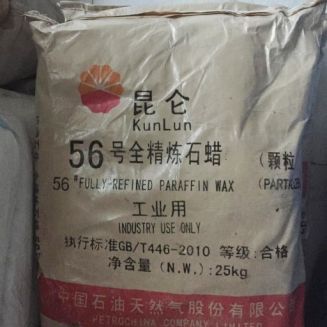 昆仑
KunLun
56号全精炼石蜡 (颗粒
56 #FULLY-REFINED PARAFFIN WAX
工业用
INDUSTRY USE ONLY
执行标准GB/T446-2010 等级:合格
净含量 (N.W.):25kg
中国石油天然气股份有限公司
PETROCHINA COMPANY LIMITED